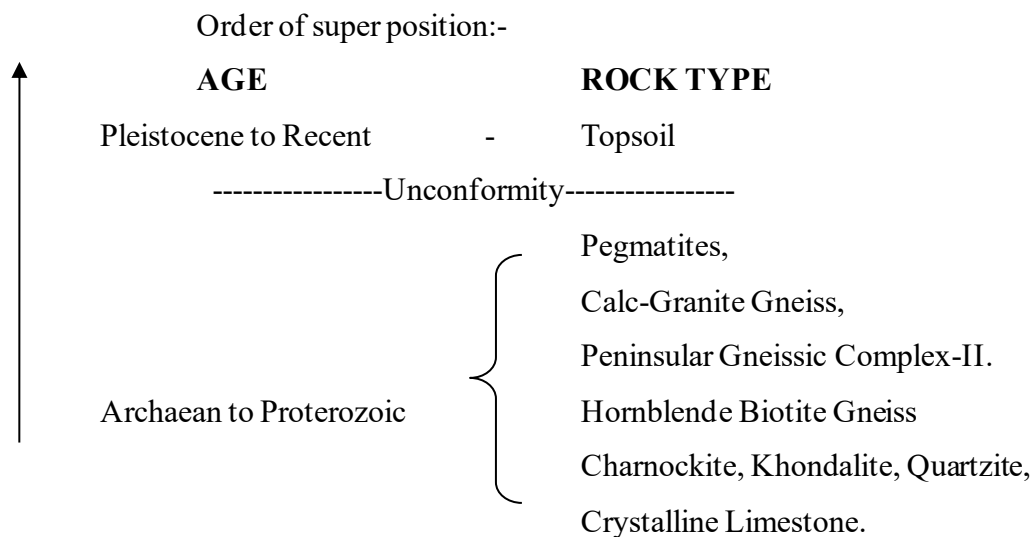 Order of super position:-
AGE ROCK TYPE
Pleistocene to Recent - Topsoil
-----------------Unconformity-----------------
Pegmatites,
Calc-Granite Gneiss,
Peninsular Gneissic Complex-II.
Archaean to Proterozoic Hornblende Biotite Gneiss
Charnockite, Khondalite, Quartzite,
Crystalline Limestone.